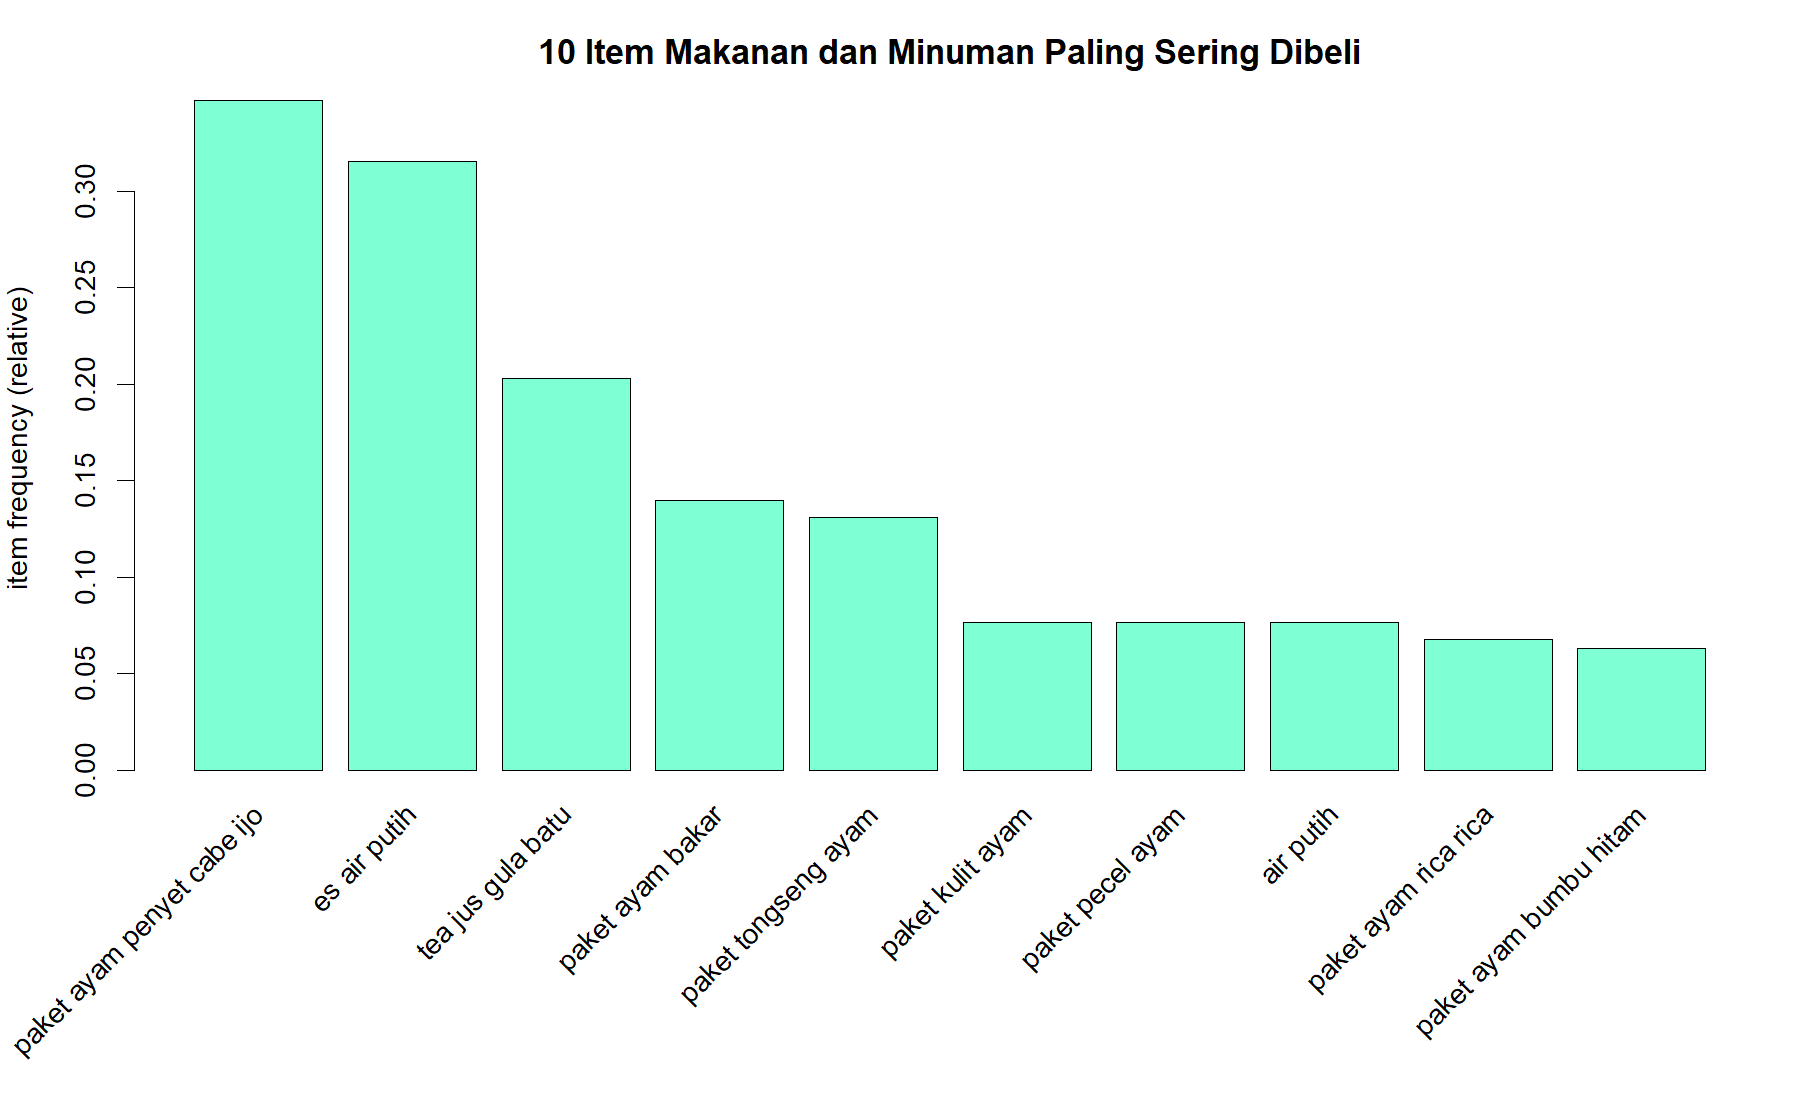 10 Item Makanan dan Minuman Paling Sering Dibeli
item frequency (relative)
0.30
0.25
0.20
0.15
0.10
0.05
0.00
paket ayam penyet cabe ijo
es air putih
tea jus gula batu
paket ayam bakar
paket tongseng ayam
paket kulit ayam
paket pecel ayam
air putih
paket ayam rica rica
paket ayam bumbu hitam